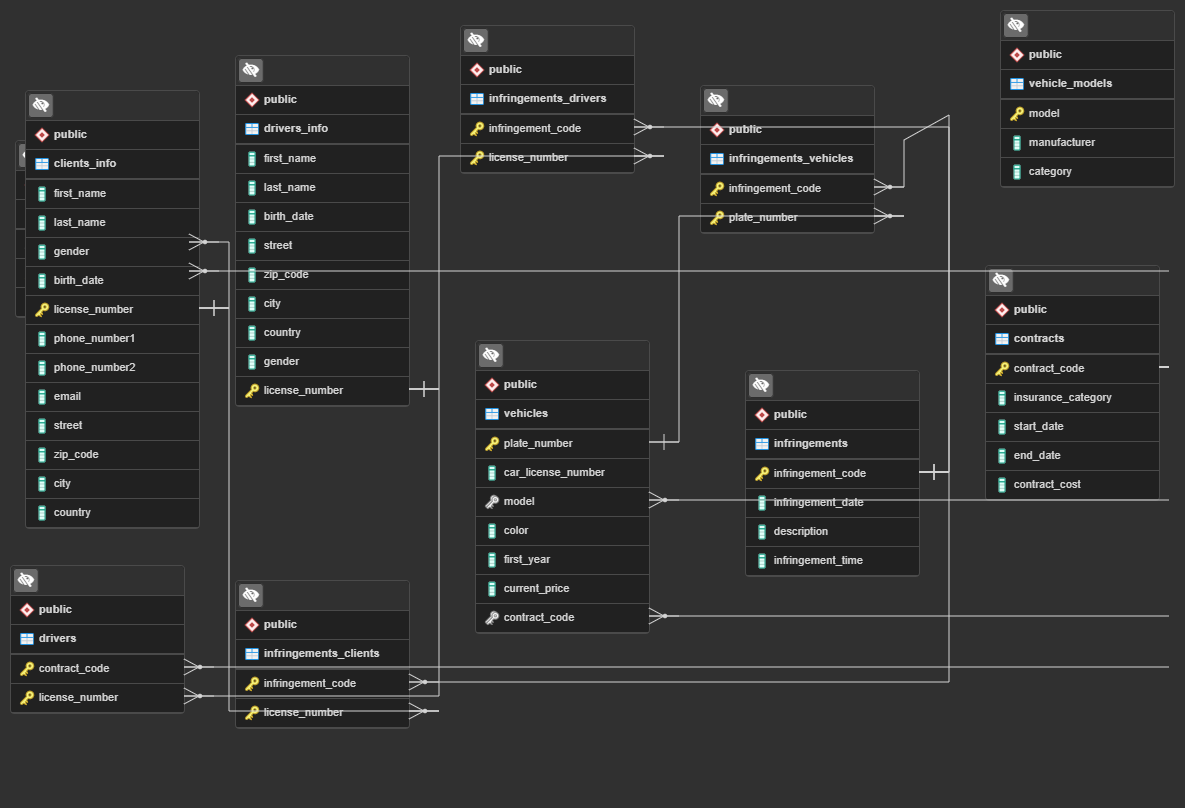 public
clients_info
first_name
last_name
gender
birth_date
license_number
phone_number1
phone_number2
email
street
zip_code
city
country
public
drivers_info
first_name
last_name
birth_date
street
zip_code
city
country
gender
license_number
public
infringements_drivers
infringement_code
license_number
public
infringements_vehicles
infringement_code
plate_number
public
vehicle_models
model
manufacturer
category
public
vehicles
plate_number
car_license_number
model
color
first_year
current_price
contract_code
public
infringements
infringement_code
infringement_date
description
infringement_time
public
contracts
contract_code
insurance_category
start_date
end_date
contract_cost
public
drivers
contract_code
license_number
public
infringements_clients
infringement_code
license_number